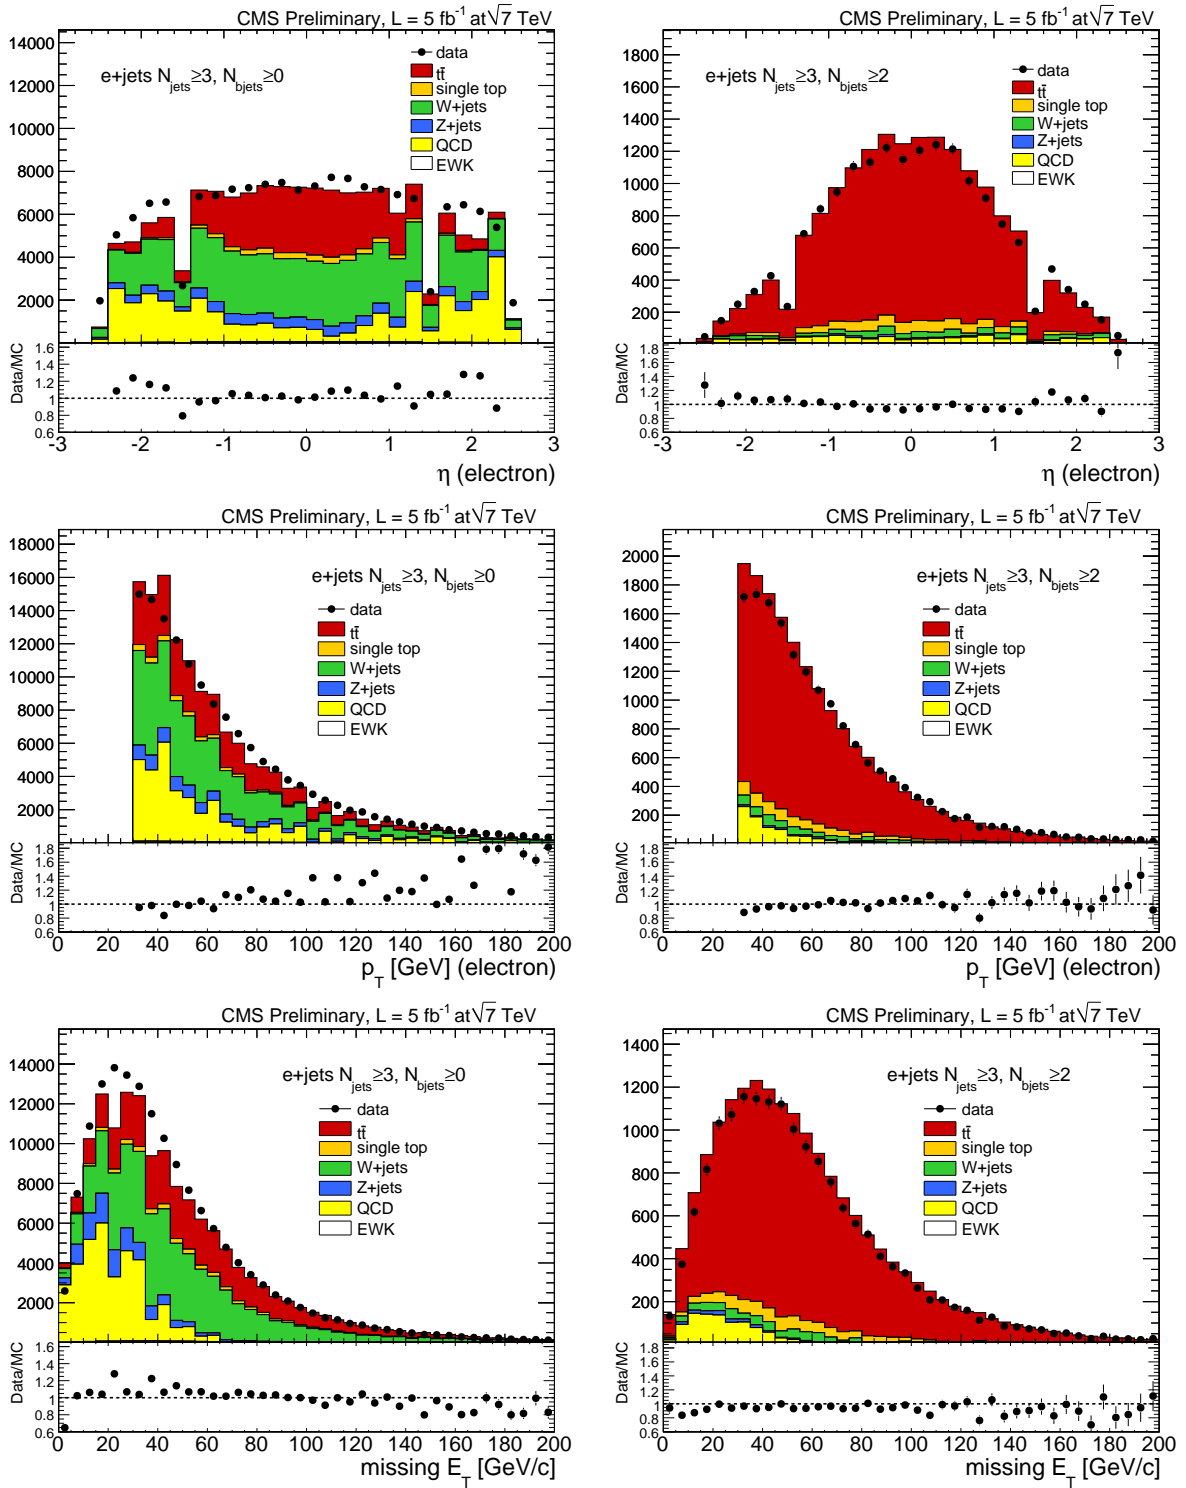 CMS Preliminary, L = 5 fb⁻¹ at √7 TeV
e+jets N_jets≥3, N_bjets≥0
data
tt̄
single top
W+jets
Z+jets
QCD
EWK
14000
12000
10000
8000
6000
4000
2000
Data/MC
1.6
1.4
1.2
1
0.8
0.6
-3 -2 -1 0 1 2 3
η (electron)
CMS Preliminary, L = 5 fb⁻¹ at √7 TeV
e+jets N_jets≥3, N_bjets≥2
data
tt̄
single top
W+jets
Z+jets
QCD
EWK
1800
1600
1400
1200
1000
800
600
400
200
Data/MC
1.8
1.6
1.4
1.2
1
0.8
0.6
-3 -2 -1 0 1 2 3
η (electron)
CMS Preliminary, L = 5 fb⁻¹ at √7 TeV
e+jets N_jets≥3, N_bjets≥0
data
tt̄
single top
W+jets
Z+jets
QCD
EWK
18000
16000
14000
12000
10000
8000
6000
4000
2000
Data/MC
1.8
1.6
1.4
1.2
1
0.8
0.6
0 20 40 60 80 100 120 140 160 180 200
p_T [GeV] (electron)
CMS Preliminary, L = 5 fb⁻¹ at √7 TeV
e+jets N_jets≥3, N_bjets≥2
data
tt̄
single top
W+jets
Z+jets
QCD
EWK
2000
1800
1600
1400
1200
1000
800
600
400
200
Data/MC
1.8
1.6
1.4
1.2
1
0.8
0.6
0 20 40 60 80 100 120 140 160 180 200
p_T [GeV] (electron)
CMS Preliminary, L = 5 fb⁻¹ at √7 TeV
e+jets N_jets≥3, N_bjets≥0
data
tt̄
single top
W+jets
Z+jets
QCD
EWK
14000
12000
10000
8000
6000
4000
2000
Data/MC
1.6
1.4
1.2
1
0.8
0.6
0 20 40 60 80 100 120 140 160 180 200
missing E_T [GeV/c]
CMS Preliminary, L = 5 fb⁻¹ at √7 TeV
e+jets N_jets≥3, N_bjets≥2
data
tt̄
single top
W+jets
Z+jets
QCD
EWK
1400
1200
1000
800
600
400
200
Data/MC
1.8
1.6
1.4
1.2
1
0.8
0.6
0 20 40 60 80 100 120 140 160 180 200
missing E_T [GeV/c]